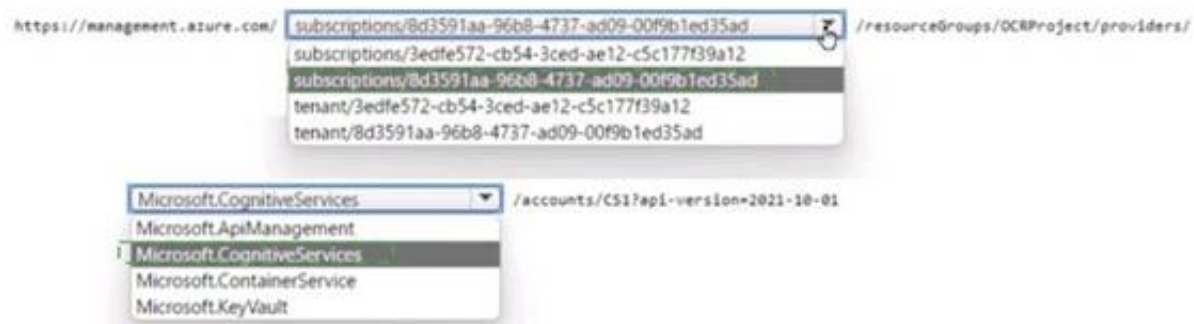 https://management.azure.com/ subscriptions/8d3591aa-96b8-4737-ad09-00f9b1ed35ad /resourceGroups/OCRProject/providers/
subscriptions/3edfe572-cb54-3ced-ae12-c5c177f39a12
subscriptions/8d3591aa-96b8-4737-ad09-00f9b1ed35ad
tenant/3edfe572-cb54-3ced-ae12-c5c177f39a12
tenant/8d3591aa-96b8-4737-ad09-00f9b1ed35ad
Microsoft.CognitiveServices /accounts/CS1?api-version=2021-10-01
Microsoft.ApiManagement
Microsoft.CognitiveServices
Microsoft.ContainerService
Microsoft.KeyVault